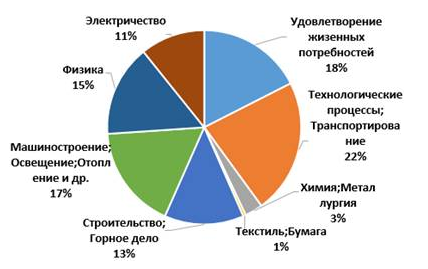 Электричество
11%
Удовлетворение
жизенных
потребностей
18%
Физика
15%
Технологические
процессы;
Транспортирова
ние
22%
Машиностроение;
Освещение;Отопл
ение и др.
17%
Химия;Метал
лургия
3%
Строительство;
Горное дело
13%
Текстиль;Бумага
1%